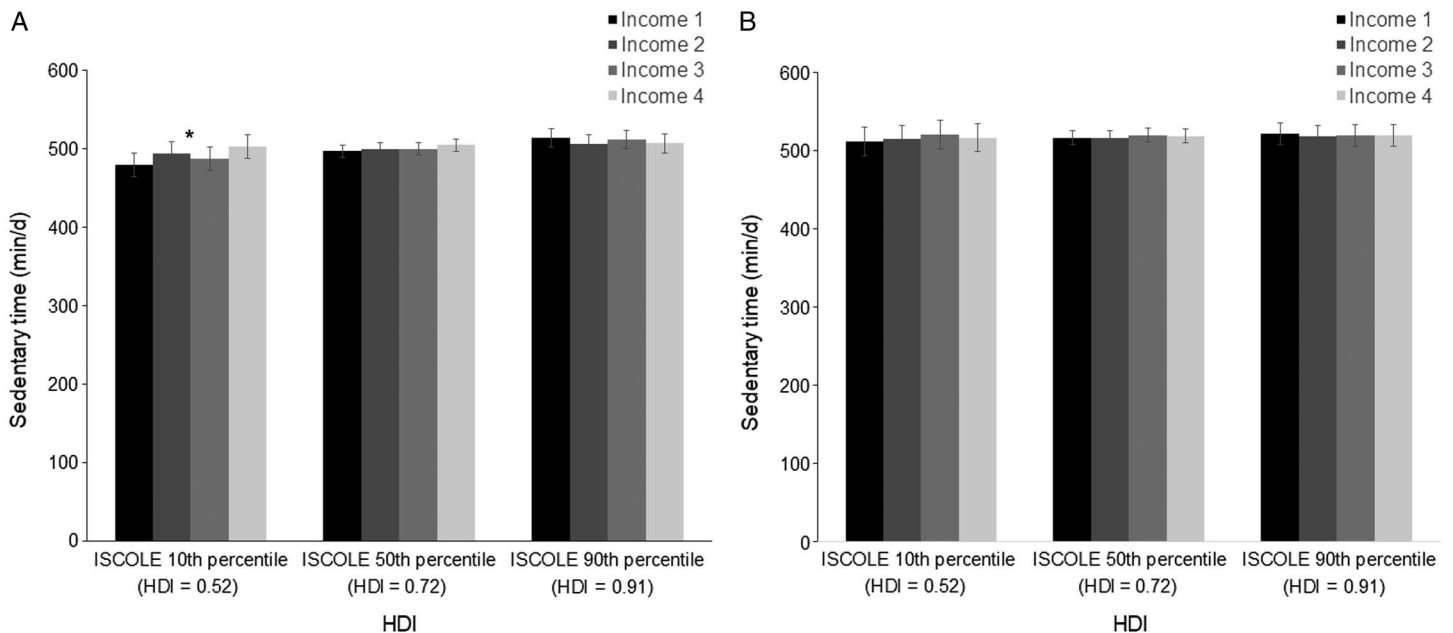 A
Income 1
Income 2
Income 3
Income 4
600
500
400
300
200
100
0
Sedentary time (min/d)
*
ISCOLE 10th percentile
(HDI = 0.52)
ISCOLE 50th percentile
(HDI = 0.72)
ISCOLE 90th percentile
(HDI = 0.91)
HDI
B
Income 1
Income 2
Income 3
Income 4
600
500
400
300
200
100
0
Sedentary time (min/d)
ISCOLE 10th percentile
(HDI = 0.52)
ISCOLE 50th percentile
(HDI = 0.72)
ISCOLE 90th percentile
(HDI = 0.91)
HDI